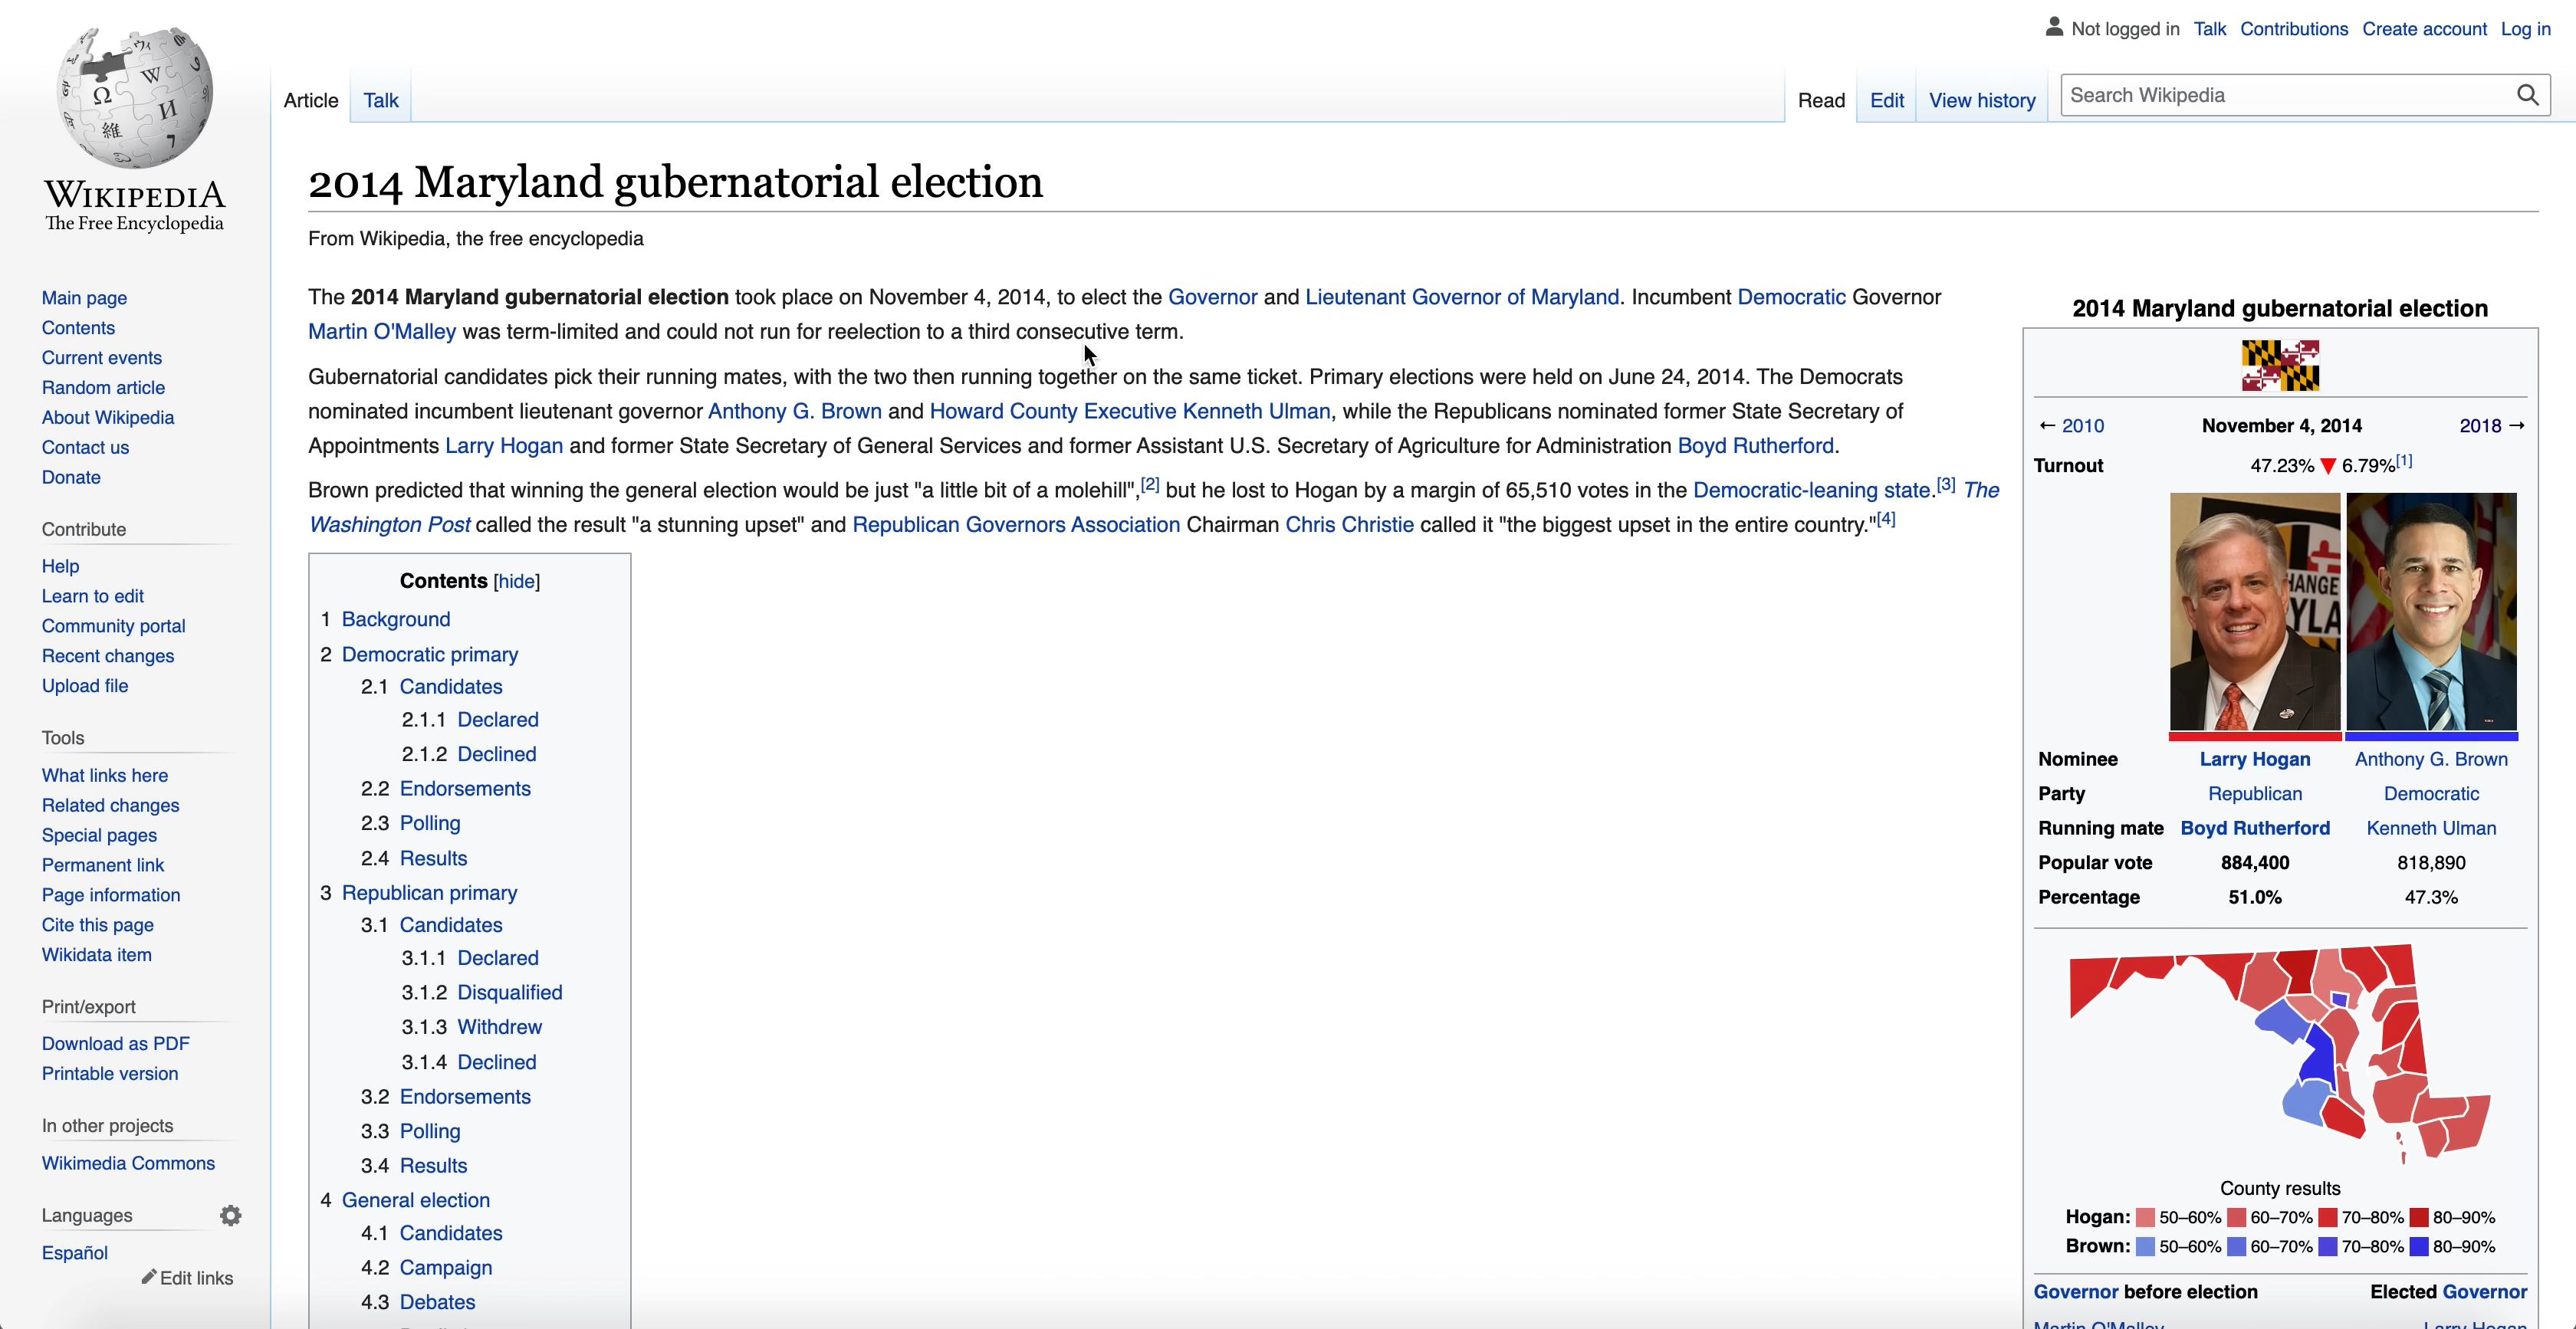 Not logged in Talk Contributions Create account Log in
Article Talk Read Edit View history Search Wikipedia
WIKIPEDIA
The Free Encyclopedia
Main page
Contents
Current events
Random article
About Wikipedia
Contact us
Donate
Contribute
Help
Learn to edit
Community portal
Recent changes
Upload file
Tools
What links here
Related changes
Special pages
Permanent link
Page information
Cite this page
Wikidata item
Print/export
Download as PDF
Printable version
In other projects
Wikimedia Commons
Languages
Español
Edit links
2014 Maryland gubernatorial election
From Wikipedia, the free encyclopedia
The 2014 Maryland gubernatorial election took place on November 4, 2014, to elect the Governor and Lieutenant Governor of Maryland. Incumbent Democratic Governor
Martin O'Malley was term-limited and could not run for reelection to a third consecutive term.
Gubernatorial candidates pick their running mates, with the two then running together on the same ticket. Primary elections were held on June 24, 2014. The Democrats
nominated incumbent lieutenant governor Anthony G. Brown and Howard County Executive Kenneth Ulman, while the Republicans nominated former State Secretary of
Appointments Larry Hogan and former State Secretary of General Services and former Assistant U.S. Secretary of Agriculture for Administration Boyd Rutherford.
Brown predicted that winning the general election would be just "a little bit of a molehill",[2] but he lost to Hogan by a margin of 65,510 votes in the Democratic-leaning state.[3] The
Washington Post called the result "a stunning upset" and Republican Governors Association Chairman Chris Christie called it "the biggest upset in the entire country."[4]
Contents [hide]
1 Background
2 Democratic primary
2.1 Candidates
2.1.1 Declared
2.1.2 Declined
2.2 Endorsements
2.3 Polling
2.4 Results
3 Republican primary
3.1 Candidates
3.1.1 Declared
3.1.2 Disqualified
3.1.3 Withdrew
3.1.4 Declined
3.2 Endorsements
3.3 Polling
3.4 Results
4 General election
4.1 Candidates
4.2 Campaign
4.3 Debates
2014 Maryland gubernatorial election
← 2010 November 4, 2014 2018 →
Turnout 47.23% ▼ 6.79%[1]
Nominee Larry Hogan Anthony G. Brown
Party Republican Democratic
Running mate Boyd Rutherford Kenneth Ulman
Popular vote 884,400 818,890
Percentage 51.0% 47.3%
County results
Hogan: 50–60% 60–70% 70–80% 80–90%
Brown: 50–60% 60–70% 70–80% 80–90%
Governor before election Elected Governor
Martin O'Malley Larry Hogan